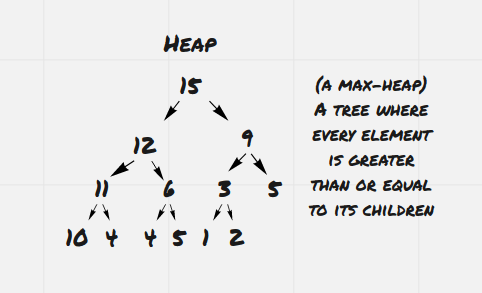 HEAP
15
(A MAX-HEAP)
A TREE WHERE
EVERY ELEMENT
IS GREATER
THAN OR EQUAL
TO ITS CHILDREN
12 9
11 6 3 5
10 4 4 5 1 2